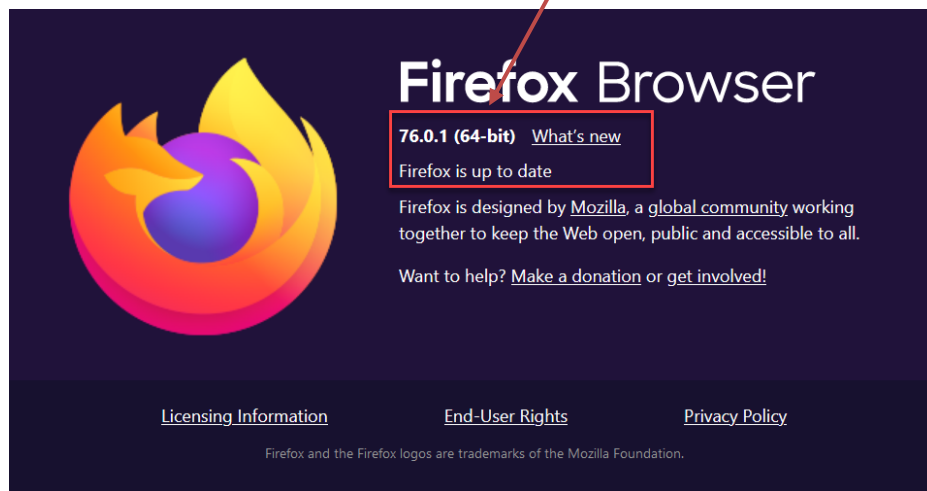 Firefox Browser
76.0.1 (64-bit) What's new
Firefox is up to date
Firefox is designed by Mozilla, a global community working
together to keep the Web open, public and accessible to all.
Want to help? Make a donation or get involved!
Licensing Information End-User Rights Privacy Policy
Firefox and the Firefox logos are trademarks of the Mozilla Foundation.